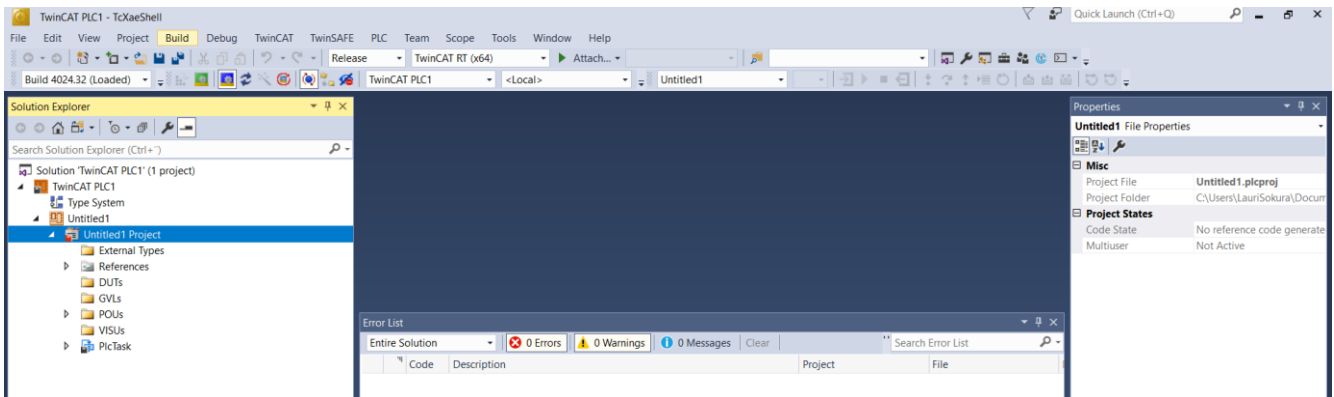 TwinCAT PLC1 - TcXaeShell
Quick Launch (Ctrl+Q)
File Edit View Project Build Debug TwinCAT TwinSAFE PLC Team Scope Tools Window Help
Release TwinCAT RT (x64) Attach...
Build 4024.32 (Loaded) TwinCAT PLC1 <Local> Untitled1
Solution Explorer
Search Solution Explorer (Ctrl+¨)
Solution 'TwinCAT PLC1' (1 project)
TwinCAT PLC1
Type System
Untitled1
Untitled1 Project
External Types
References
DUTs
GVLs
POUs
VISUs
PlcTask
Error List
Entire Solution 0 Errors 0 Warnings 0 Messages Clear Search Error List
Code Description Project File
Properties
Untitled1 File Properties
Misc
Project File Untitled1.plcproj
Project Folder C:\Users\LauriSokura\Docum
Project States
Code State No reference code generate
Multiuser Not Active